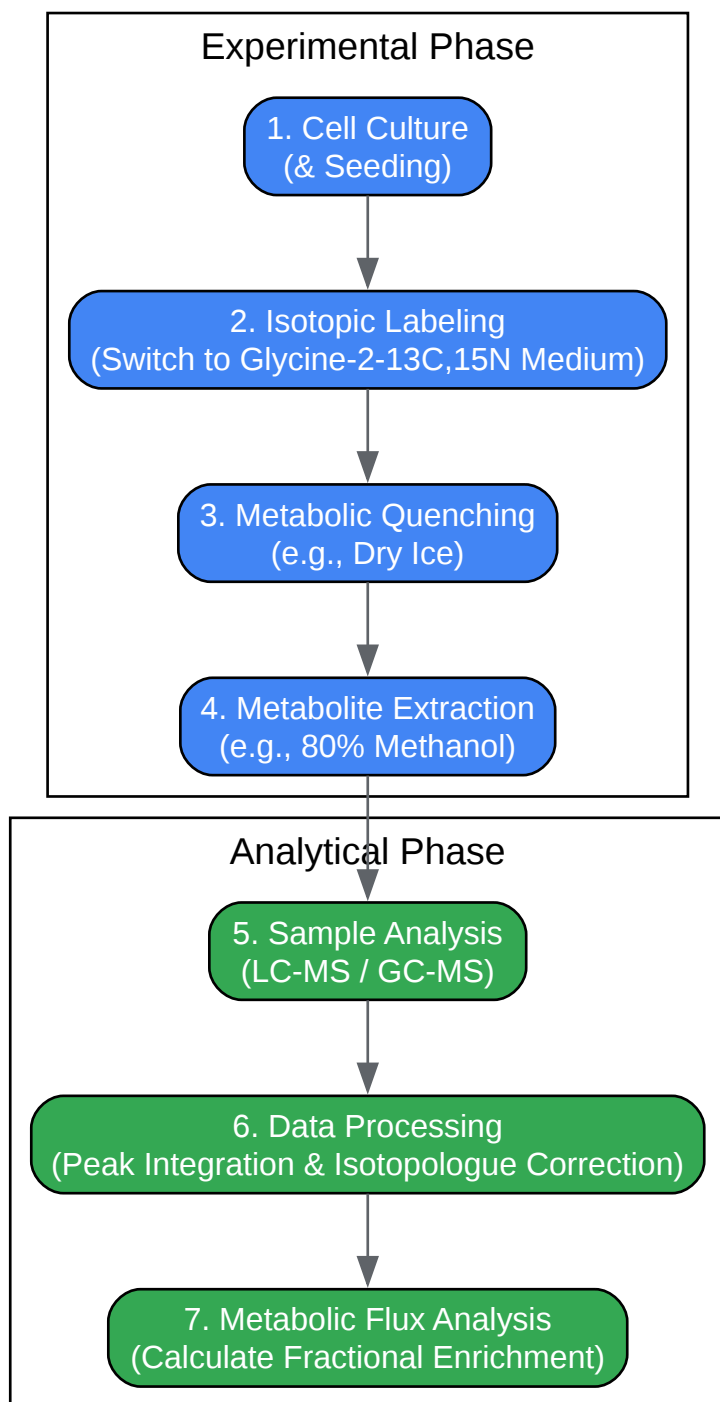 Experimental Phase
1. Cell Culture
(& Seeding)
2. Isotopic Labeling
(Switch to Glycine-2-13C,15N Medium)
3. Metabolic Quenching
(e.g., Dry Ice)
4. Metabolite Extraction
(e.g., 80% Methanol)
Analytical Phase
5. Sample Analysis
(LC-MS / GC-MS)
6. Data Processing
(Peak Integration & Isotopologue Correction)
7. Metabolic Flux Analysis
(Calculate Fractional Enrichment)